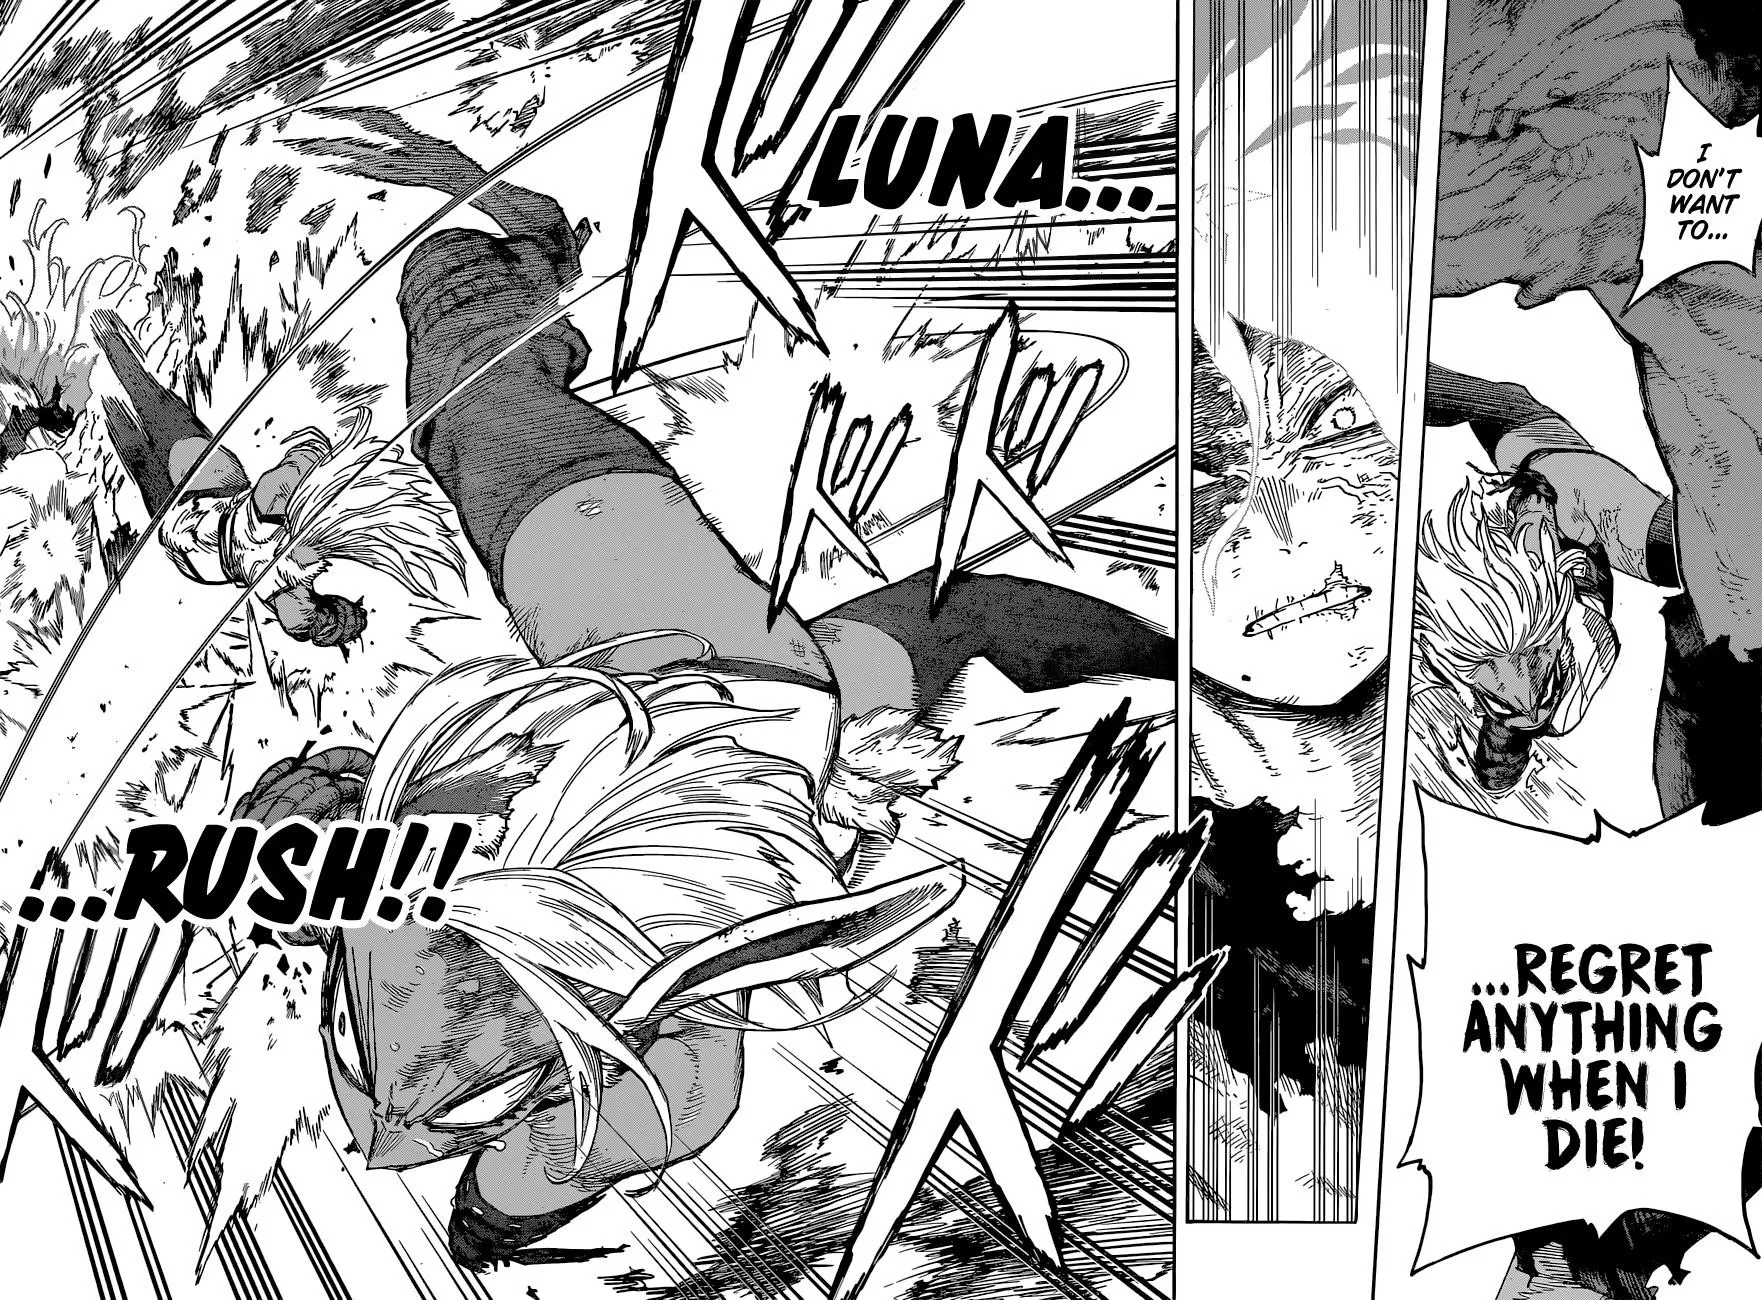 I
DON'T
WANT
TO...
...REGRET
ANYTHING
WHEN I
DIE!
LUNA...
...RUSH!!